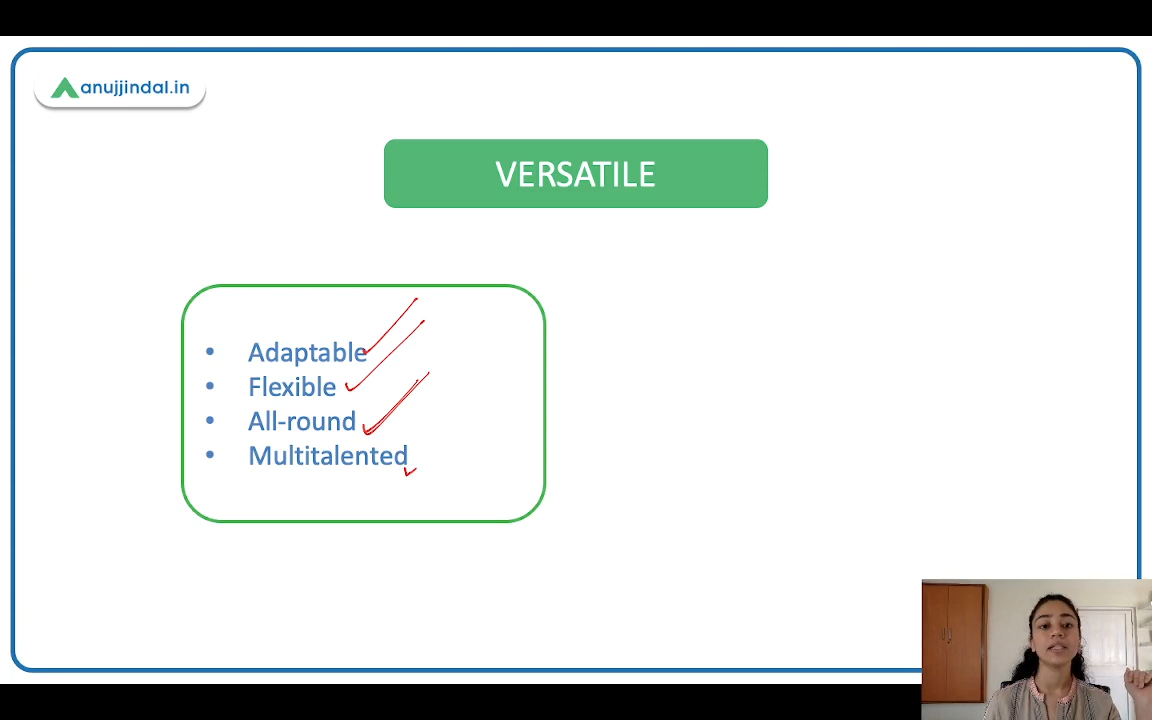 anujjindal.in
VERSATILE
• Adaptable
• Flexible
• All-round
• Multitalented